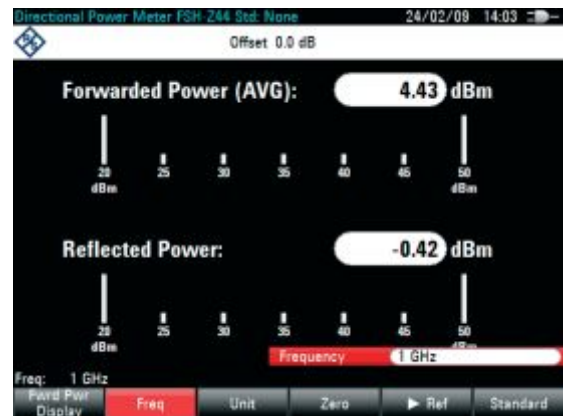 Directional Power Meter FSH-Z44 Std: None 24/02/09 14:03
Offset 0.0 dB
Forwarded Power (AVG): 4.43 dBm
20 25 30 35 40 45 50
dBm dBm
Reflected Power: -0.42 dBm
20 25 30 35 40 45 50
dBm dBm
Frequency 1 GHz
Freq: 1 GHz
Fwrd Pwr Display Freq Unit Zero ► Ref Standard